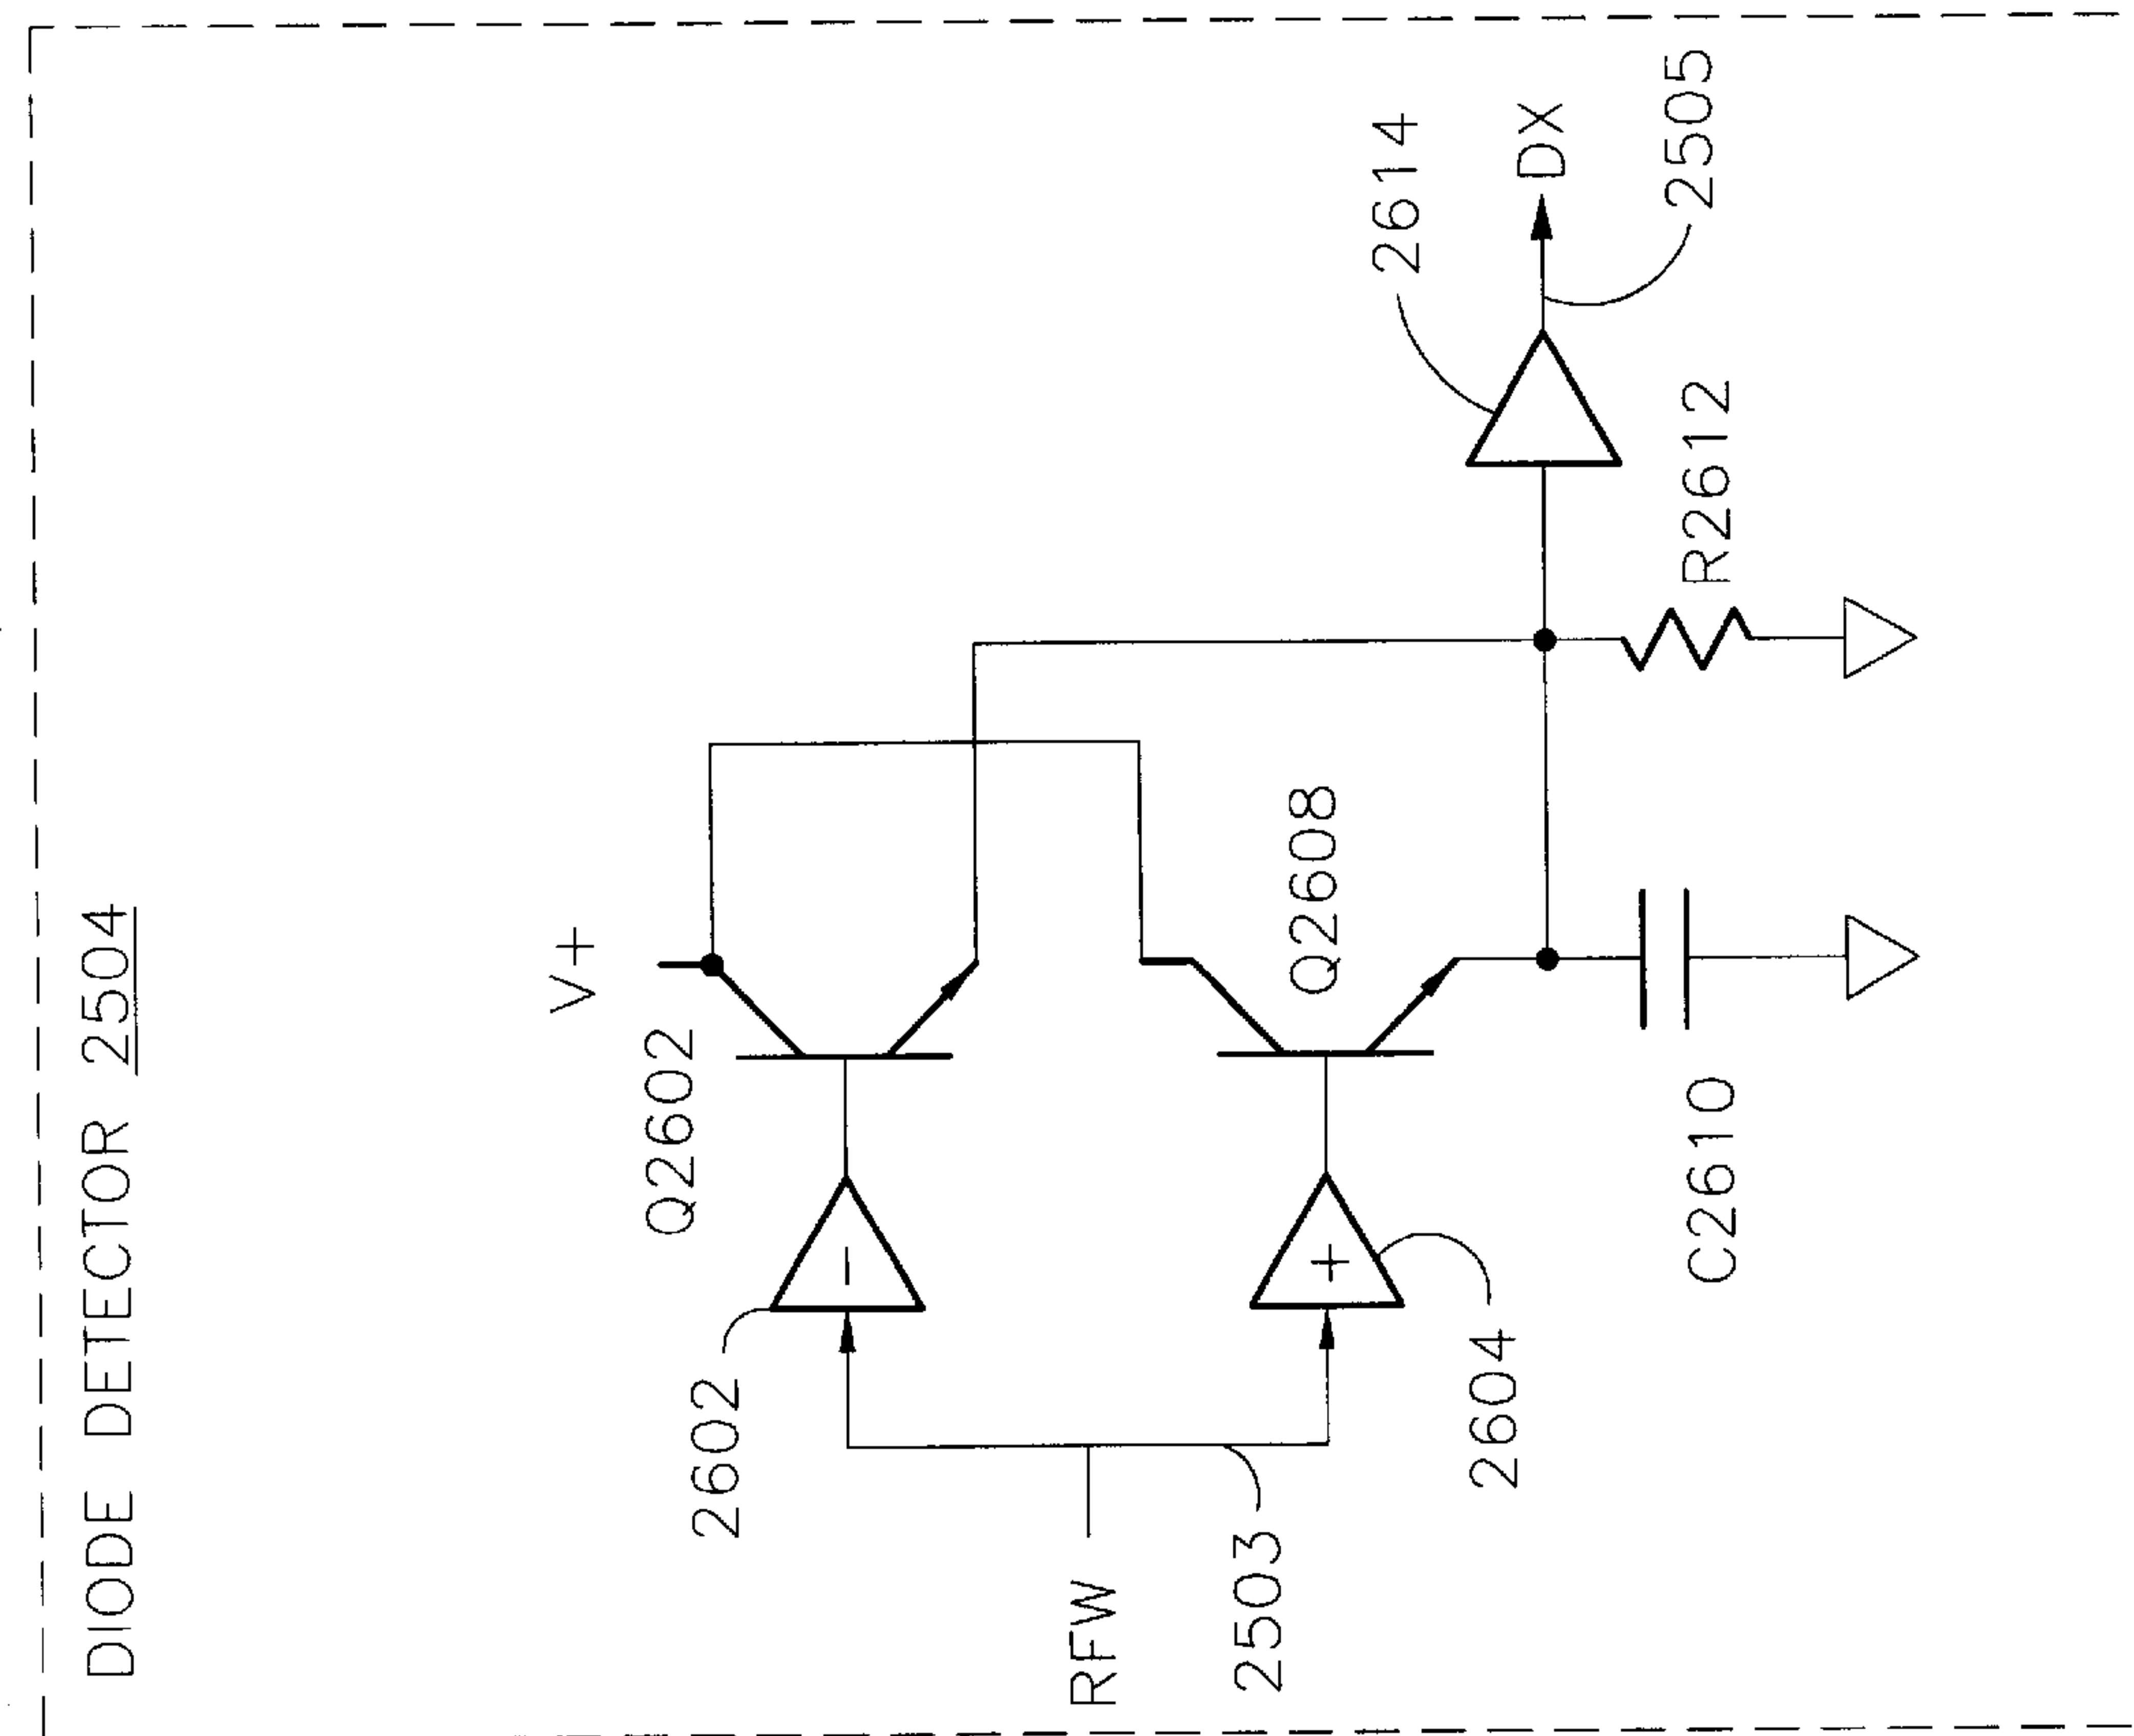 DIODE DETECTOR 2504
V+
Q2602
2602
−
RFW
2503
Q2608
+
2604
2614
DX
2505
R2612
C2610